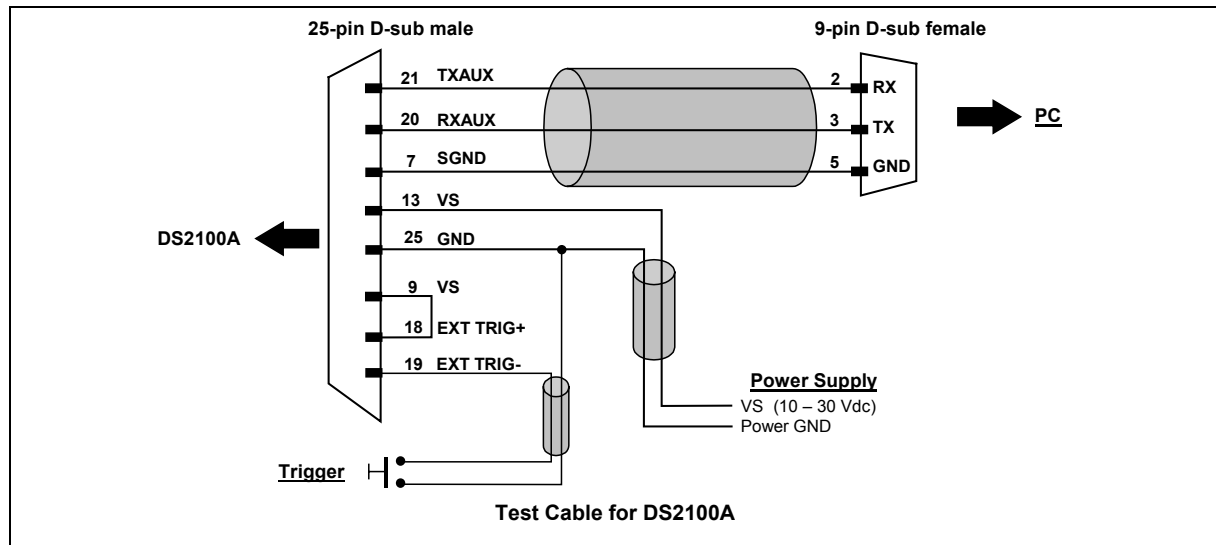 25-pin D-sub male
9-pin D-sub female
21 TXAUX
2 RX
20 RXAUX
3 TX
PC
7 SGND
5 GND
13 VS
DS2100A
25 GND
9 VS
18 EXT TRIG+
19 EXT TRIG-
Power Supply
VS (10 – 30 Vdc)
Power GND
Trigger
Test Cable for DS2100A